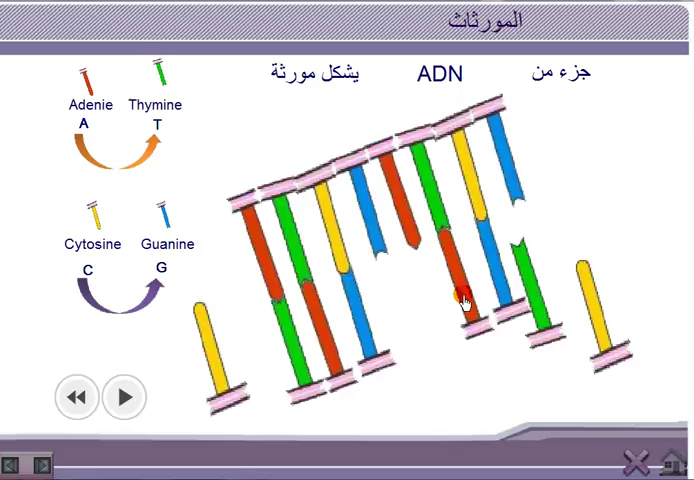 المورثات
جزء من ADN يشكل مورثة
Adenie Thymine
A T
Cytosine Guanine
C G